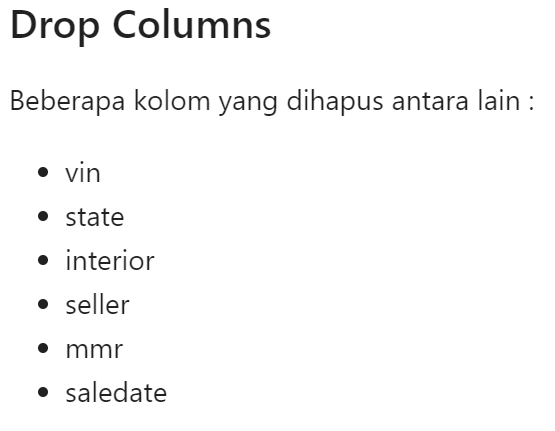 Drop Columns
Beberapa kolom yang dihapus antara lain :
• vin
• state
• interior
• seller
• mmr
• saledate